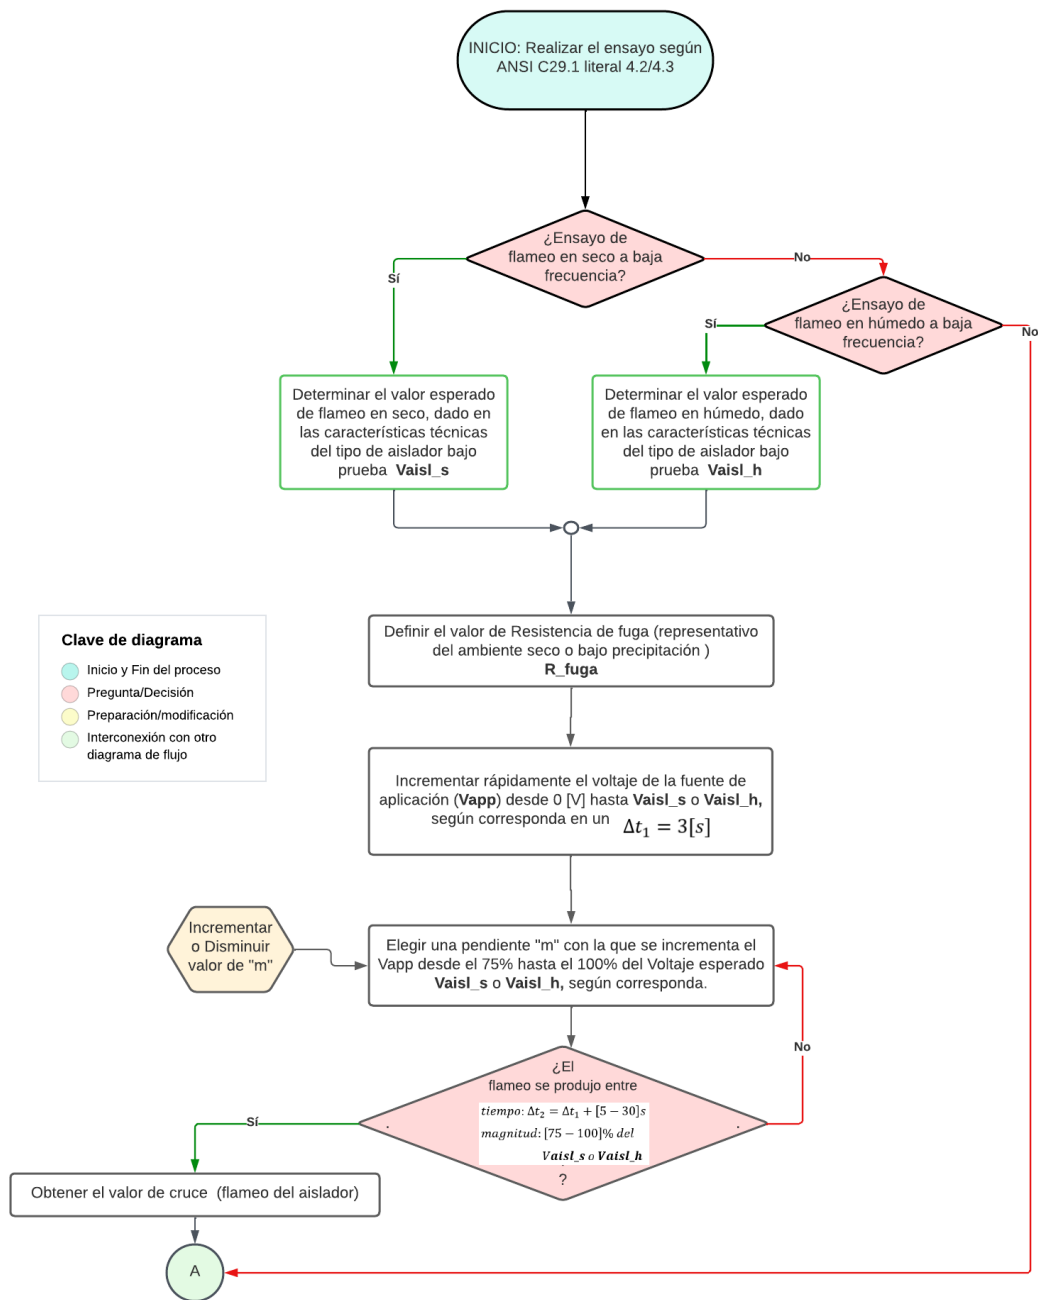 INICIO: Realizar el ensayo según
ANSI C29.1 literal 4.2/4.3
¿Ensayo de
flameo en seco a baja
frecuencia?
No
Sí
¿Ensayo de
flameo en húmedo a baja
frecuencia?
Sí
No
Determinar el valor esperado
de flameo en seco, dado en
las características técnicas
del tipo de aislador bajo
prueba Vaisl_s
Determinar el valor esperado
de flameo en húmedo, dado
en las características técnicas
del tipo de aislador bajo
prueba Vaisl_h
Definir el valor de Resistencia de fuga (representivo
del ambiente seco o bajo precipitación )
R_fuga
Clave de diagrama
Inicio y Fin del proceso
Pregunta/Decisión
Preparación/modificación
Interconexión con otro
diagrama de flujo
Incrementar rápidamente el voltaje de la fuente de
aplicación (Vapp) desde 0 [V] hasta Vaisl_s o Vaisl_h,
según corresponda en un Δt₁ = 3[s]
Incrementar
o Disminuir
valor de "m"
Elegir una pendiente "m" con la que se incrementa el
Vapp desde el 75% hasta el 100% del Voltaje esperado
Vaisl_s o Vaisl_h, según corresponda.
No
¿El
flameo se produjo entre
tiempo: Δt₂ = Δt₁ + [5 − 30]s
magnitud: [75 − 100]% del
Vaisl_s o Vaisl_h
?
Sí
Obtener el valor de cruce (flameo del aislador)
A